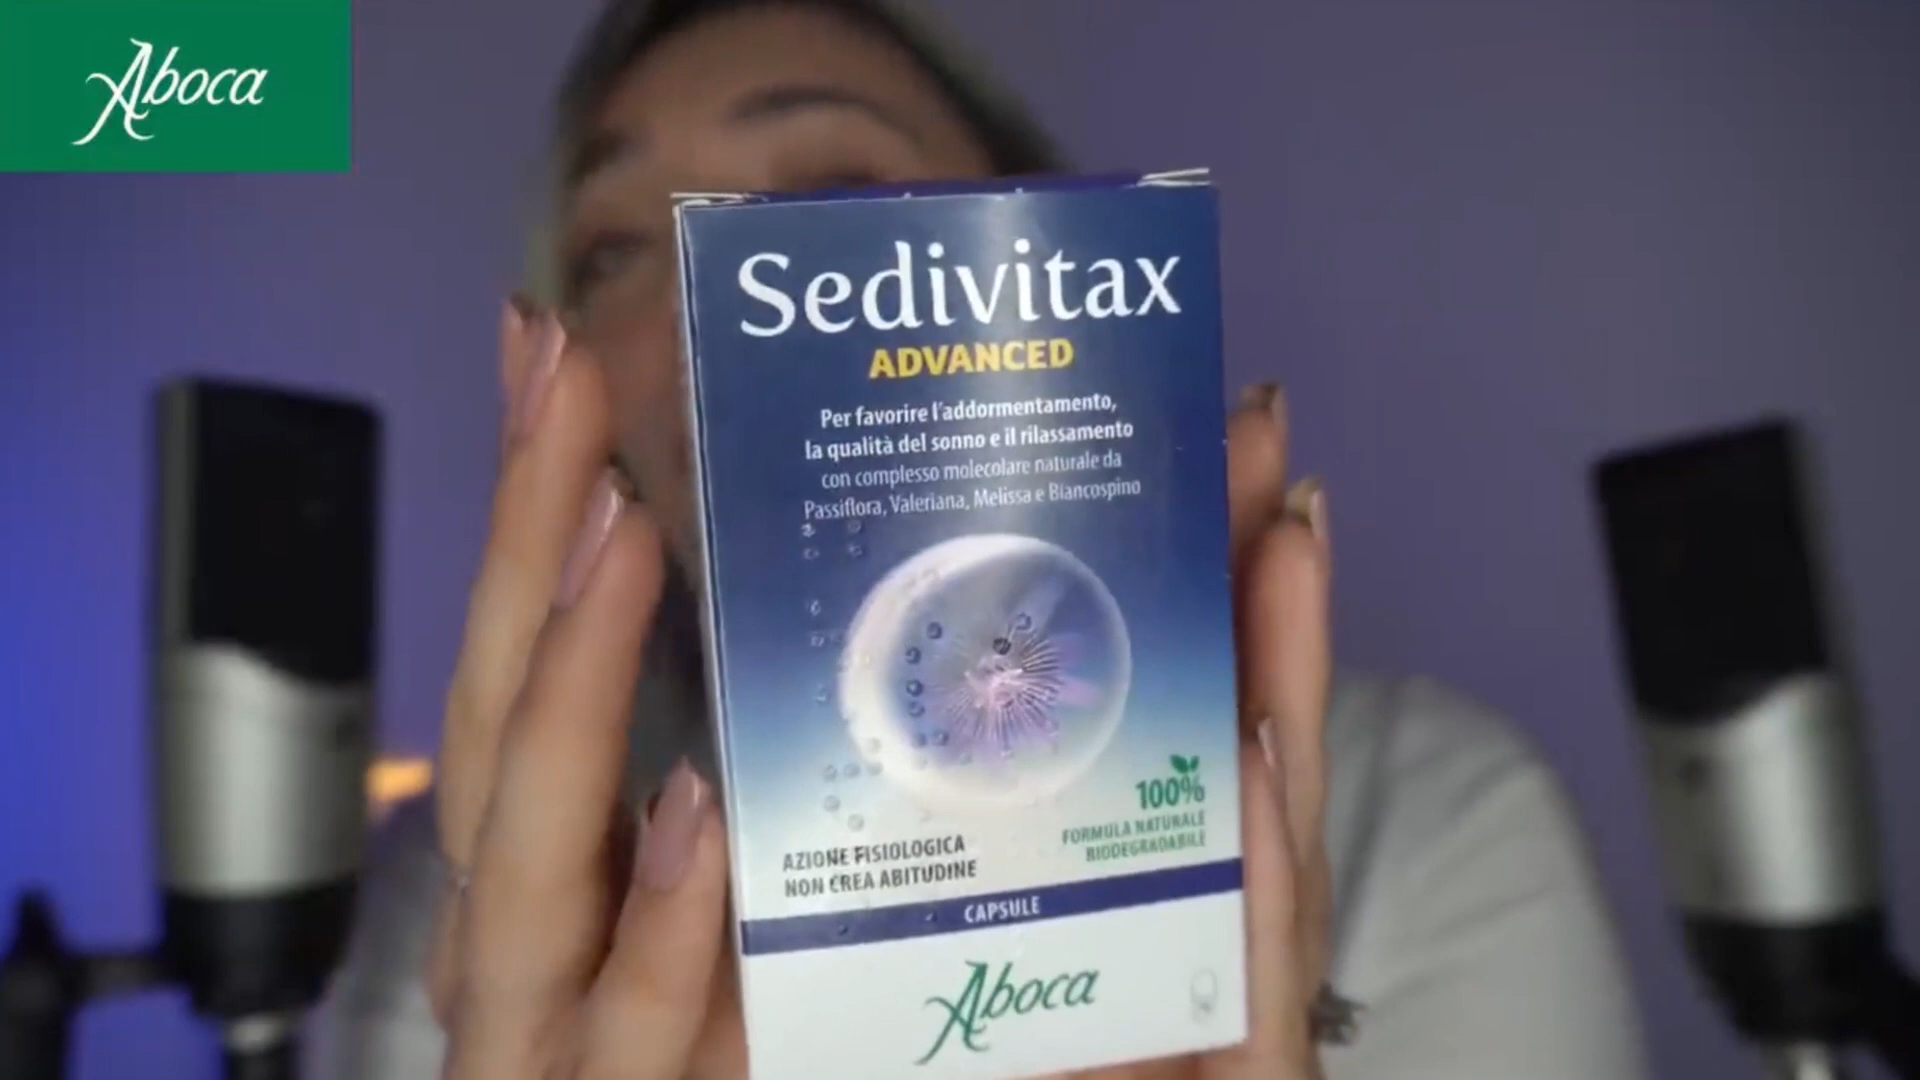 Aboca
Sedivitax
ADVANCED
Per favorire l'addormentamento,
la qualità del sonno e il rilassamento
con complesso molecolare naturale da
Passiflora, Valeriana, Melissa e Biancospino
100%
FORMULA NATURALE
BIODEGRADABILE
AZIONE FISIOLOGICA
NON CREA ABITUDINE
CAPSULE
Aboca